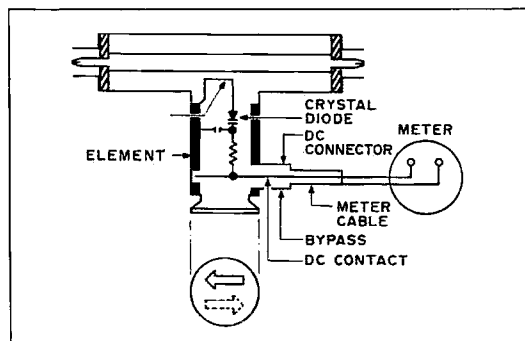 CRYSTAL
DIODE
DC
CONNECTOR
METER
ELEMENT
METER
CABLE
BYPASS
DC CONTACT